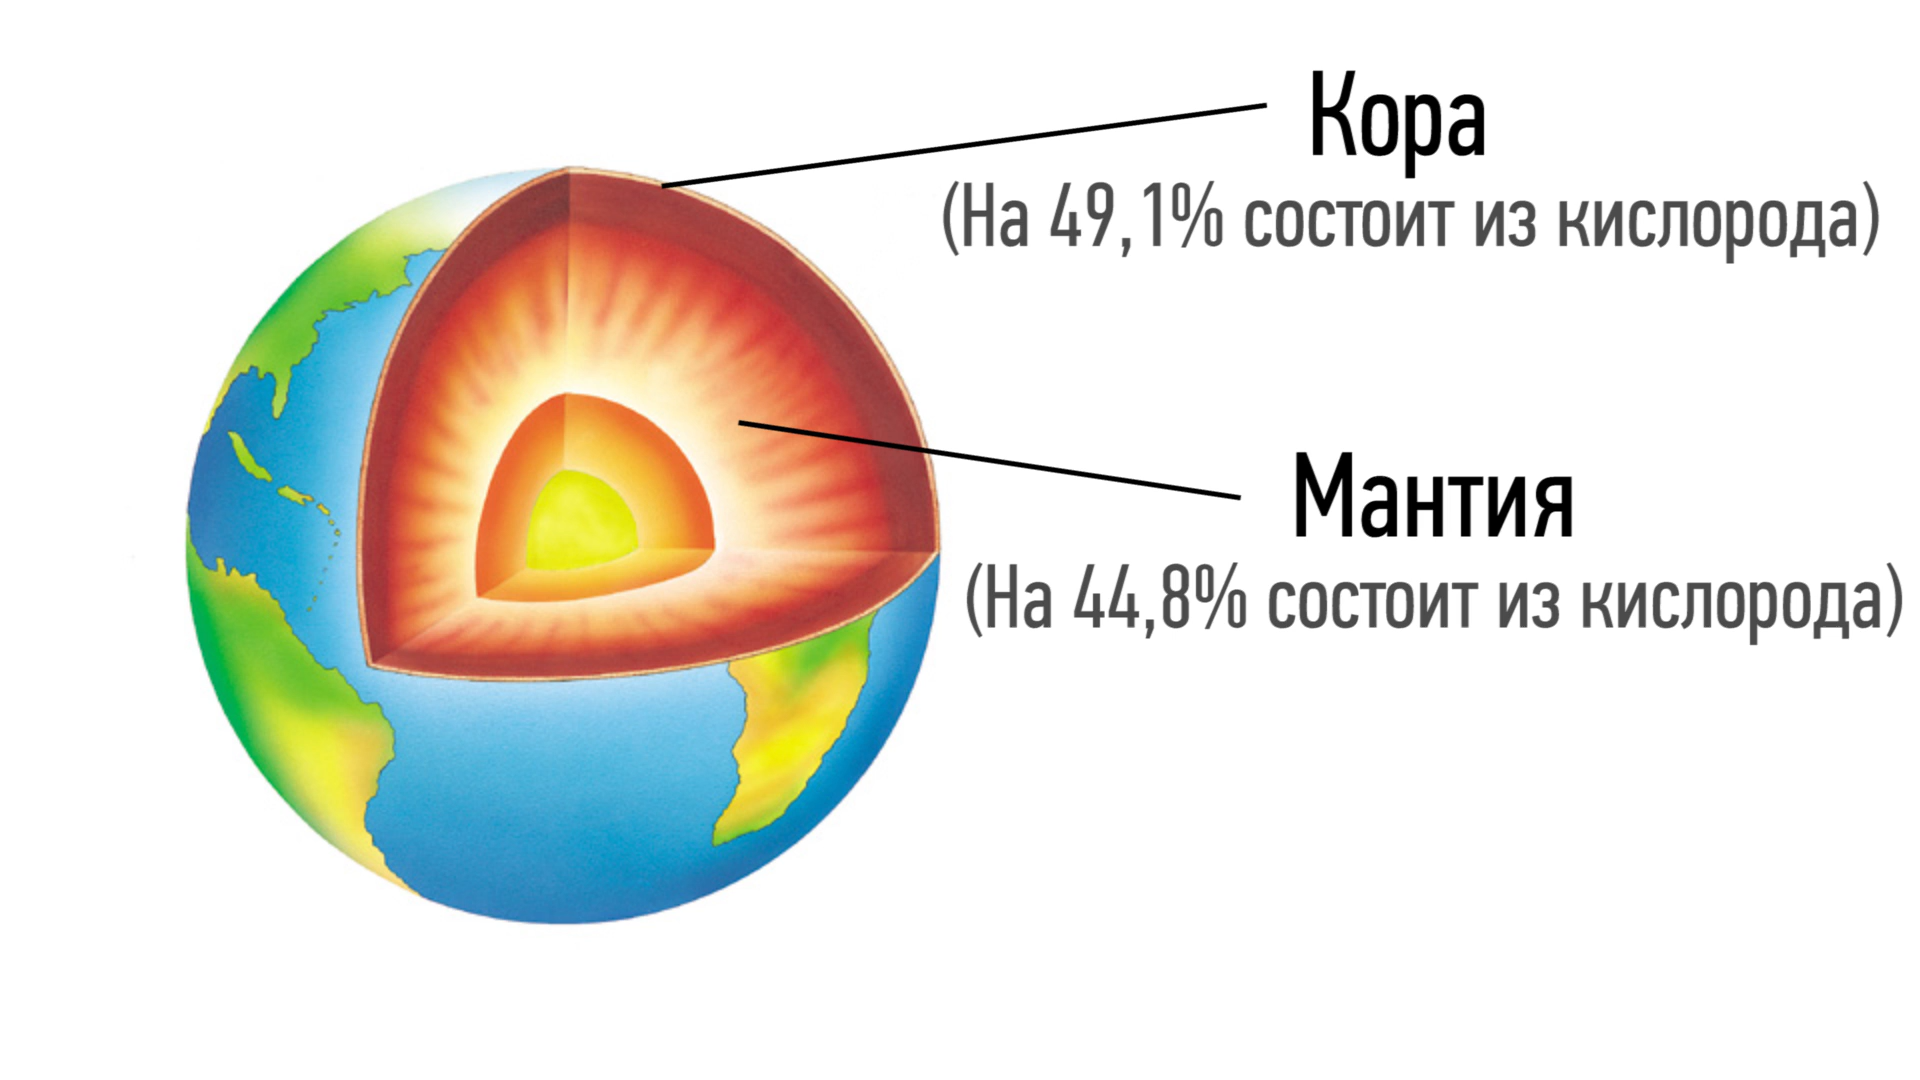 Кора
(На 49,1% состоит из кислорода)
Мантия
(На 44,8% состоит из кислорода)